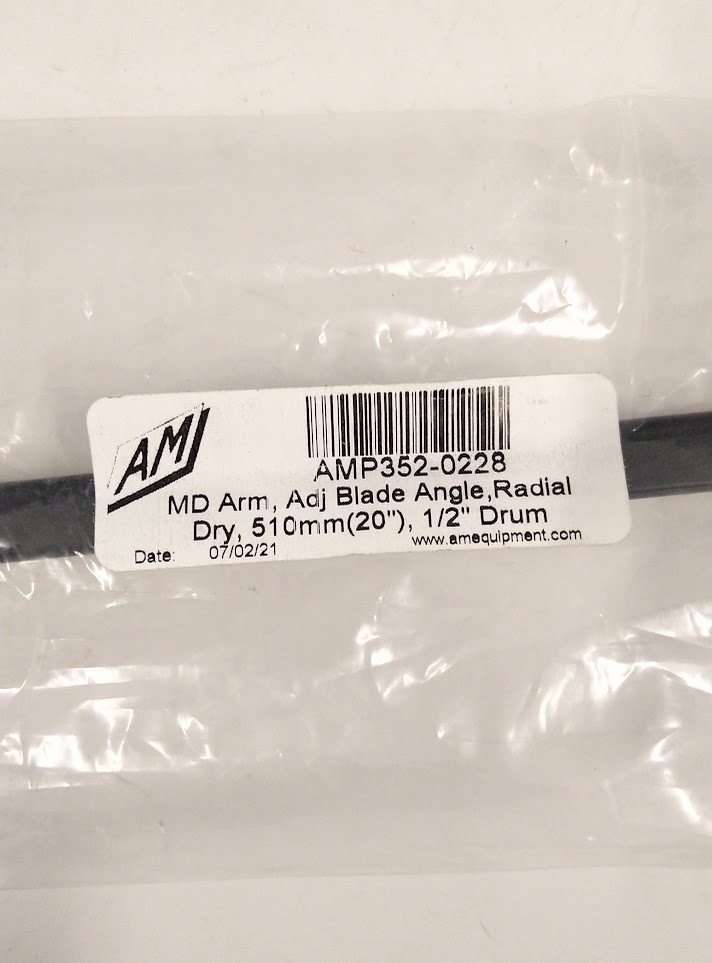 AM
AMP352-0228
MD Arm, Adj Blade Angle,Radial
Dry, 510mm(20"), 1/2" Drum
www.amequipment.com
Date: 07/02/21